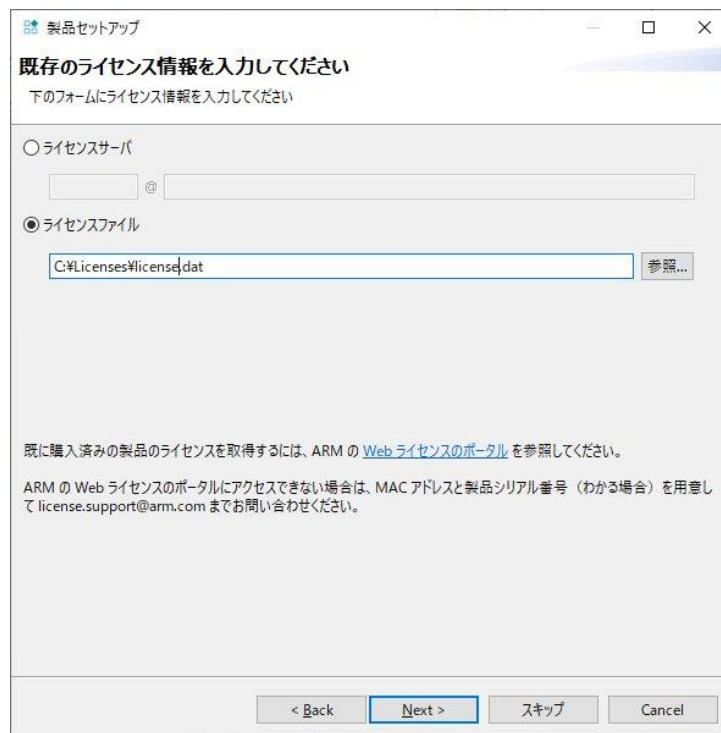 製品セットアップ
既存のライセンス情報を入力してください
下のフォームにライセンス情報を入力してください
ライセンスサーバ
@
ライセンスファイル
C:¥Licenses¥license.dat
参照...
既に購入済みの製品のライセンスを取得するには、ARM の Web ライセンスのポータル を参照してください。
ARM の Web ライセンスのポータルにアクセスできない場合は、MAC アドレスと製品シリアル番号（わかる場合）を用意し
て license.support@arm.com までお問い合わせください。
< Back
Next >
スキップ
Cancel